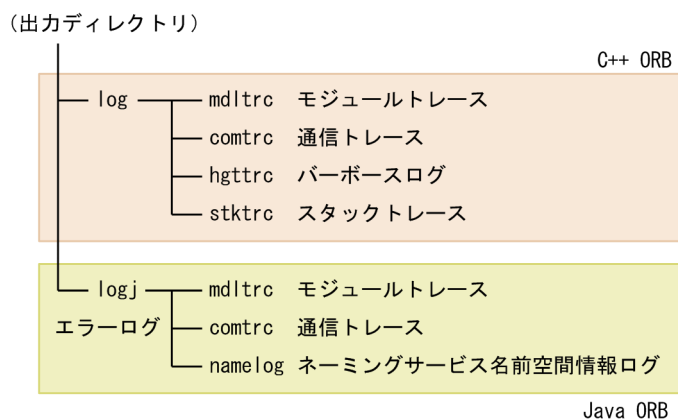 （出力ディレクトリ）
C++ ORB
log mdltrc モジュールトレース
comtrc 通信トレース
hgttrc バーボースログ
stktrc スタックトレース
logj mdltrc モジュールトレース
エラーログ comtrc 通信トレース
namelog ネーミングサービス名前空間情報ログ
Java ORB